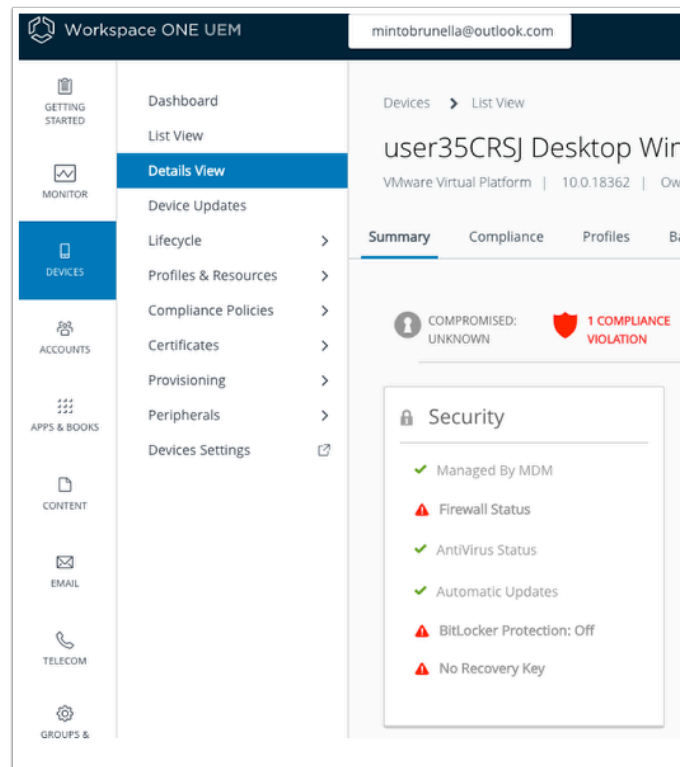 Workspace ONE UEM
mintobrunella@outlook.com
GETTING
STARTED
MONITOR
DEVICES
ACCOUNTS
APPS & BOOKS
CONTENT
EMAIL
TELECOM
GROUPS &
Dashboard
List View
Details View
Device Updates
Lifecycle
Profiles & Resources
Compliance Policies
Certificates
Provisioning
Peripherals
Devices Settings
Devices > List View
user35CRSJ Desktop Win
VMware Virtual Platform | 10.0.18362 | Ow
Summary Compliance Profiles Ba
COMPROMISED:
UNKNOWN
1 COMPLIANCE
VIOLATION
Security
Managed By MDM
Firewall Status
AntiVirus Status
Automatic Updates
BitLocker Protection: Off
No Recovery Key